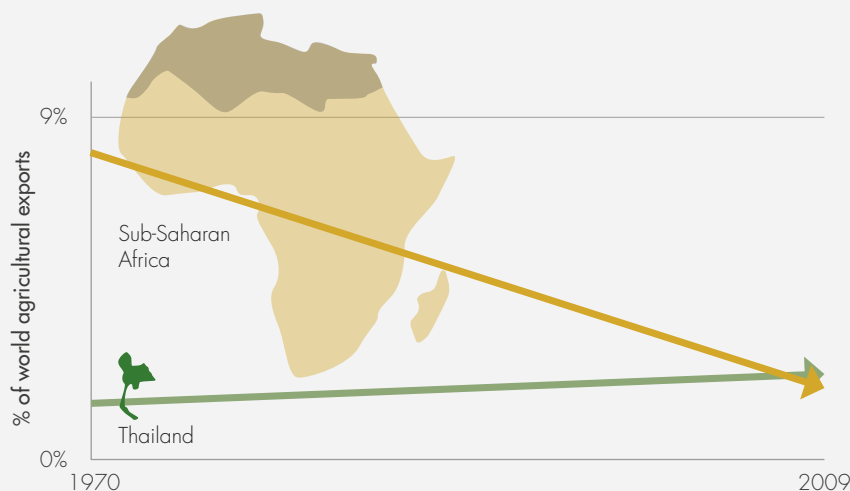 % of world agricultural exports
9%
Sub-Saharan
Africa
Thailand
0%
1970
2009